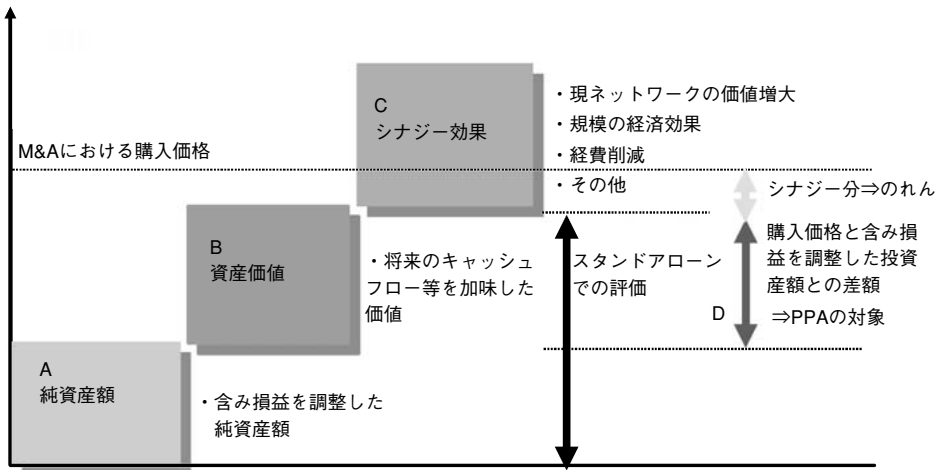 C
シナジー効果
・現ネットワークの価値増大
・規模の経済効果
・経費削減
・その他
M&Aにおける購入価格
シナジー分⇒のれん
B
資産価値
・将来のキャッシュ
フロー等を加味した
価値
スタンドアローン
での評価
購入価格と含み損
益を調整した投資
産額との差額
D
⇒PPAの対象
A
純資産額
・含み損益を調整した
純資産額